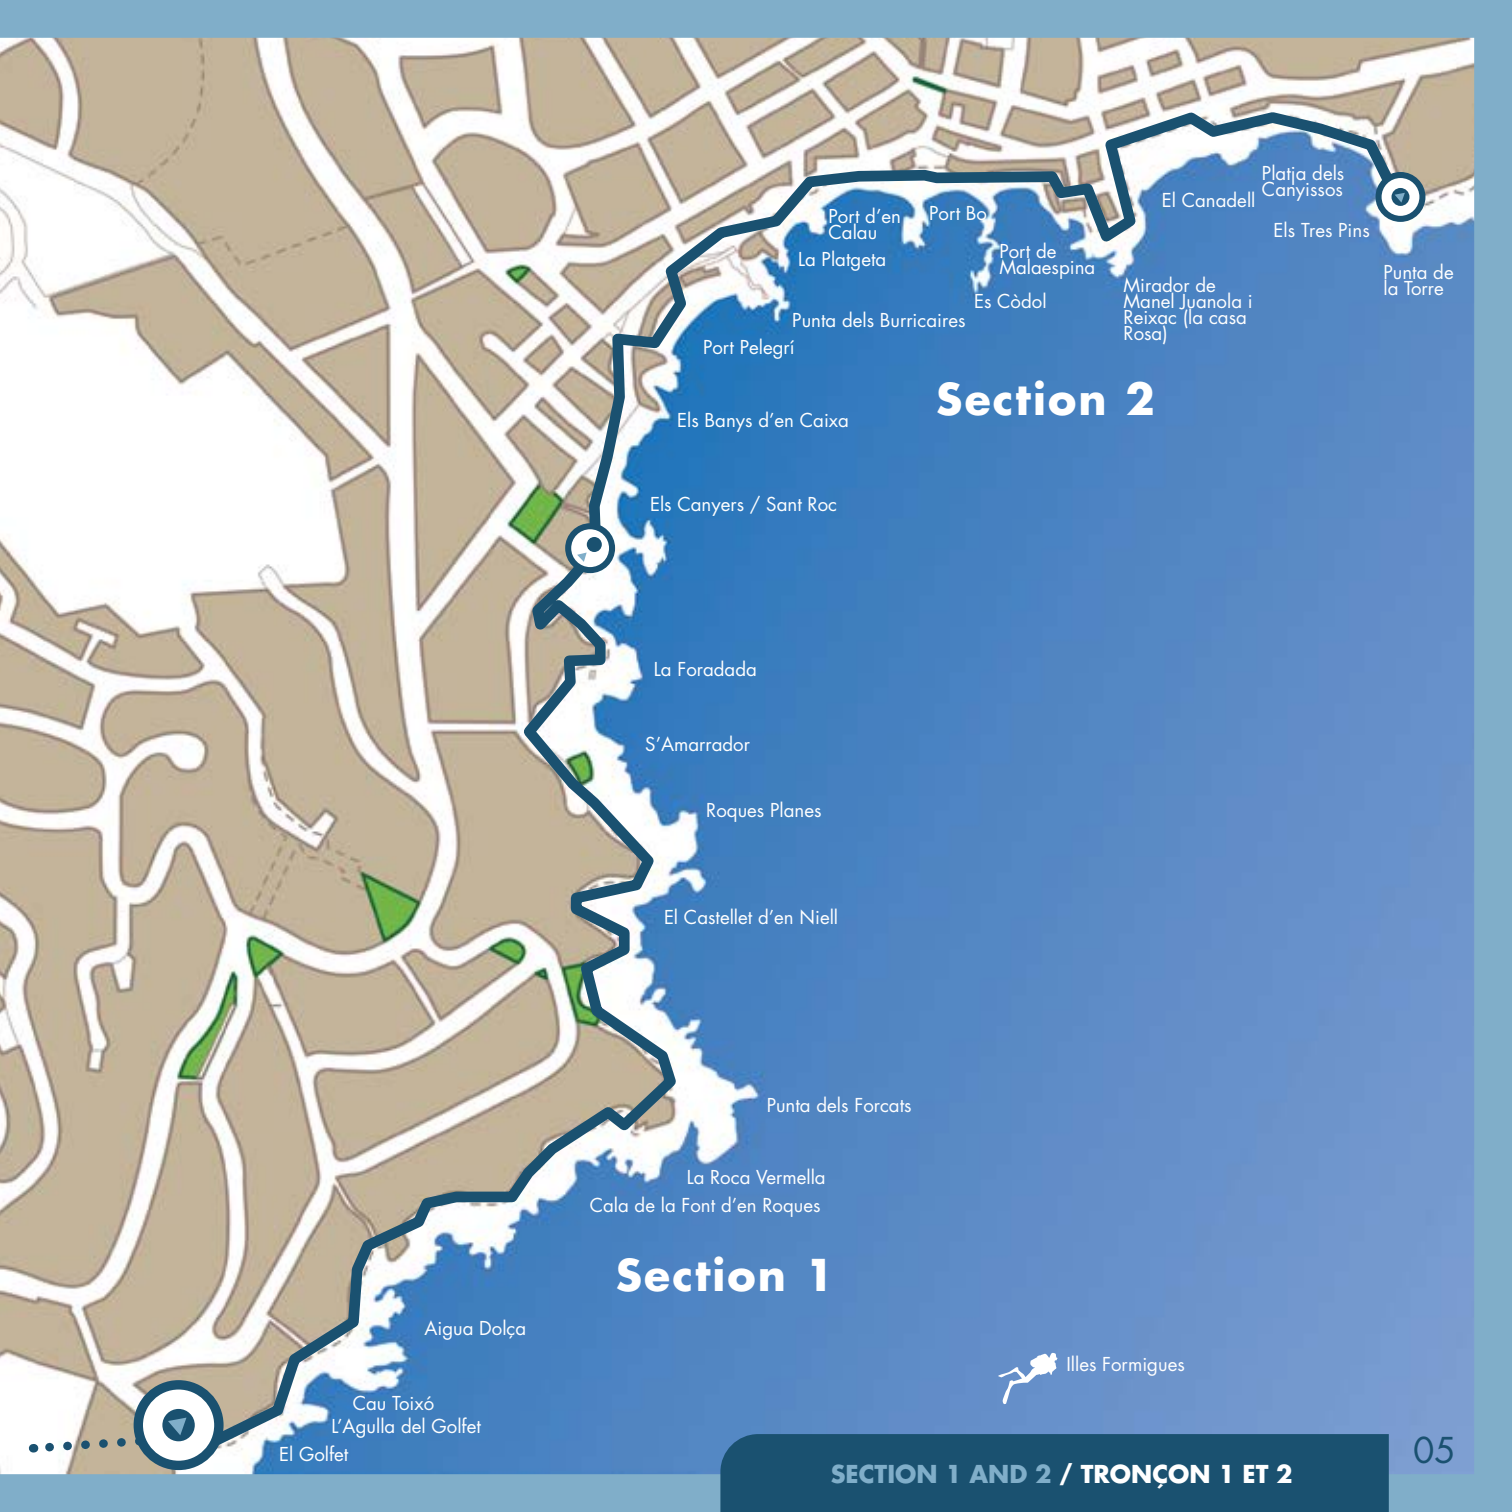 Platja dels
Canyissos
El Canadell
Els Tres Pins
Punta de
la Torre
Port d'en
Calau
Port Bo
La Platgeta
Port de
Malaespina
Es Còdol
Mirador de
Manel Juanola i
Reixac (la casa
Rosa)
Punta dels Burricaires
Port Pelegrí
Section 2
Els Banys d'en Caixa
Els Canyers / Sant Roc
La Foradada
S'Amarrador
Roques Planes
El Castellet d'en Niell
Punta dels Forcats
La Roca Vermella
Cala de la Font d'en Roques
Section 1
Aigua Dolça
Illes Formigues
Cau Toixó
L'Agulla del Golfet
El Golfet
SECTION 1 AND 2 / TRONÇON 1 ET 2
05